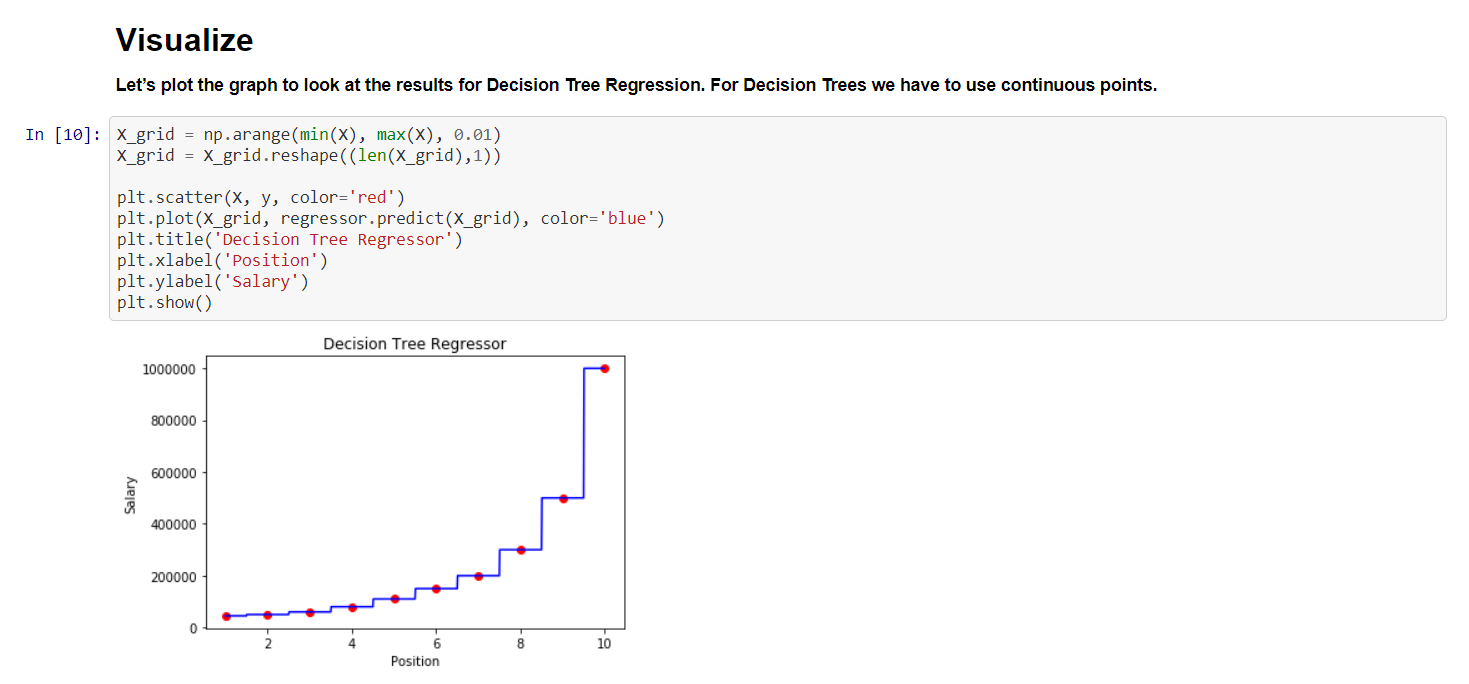 Visualize
Let’s plot the graph to look at the results for Decision Tree Regression. For Decision Trees we have to use continuous points.
In [10]:
X_grid = np.arange(min(X), max(X), 0.01)
X_grid = X_grid.reshape((len(X_grid),1))
plt.scatter(X, y, color='red')
plt.plot(X_grid, regressor.predict(X_grid), color='blue')
plt.title('Decision Tree Regressor')
plt.xlabel('Position')
plt.ylabel('Salary')
plt.show()
Decision Tree Regressor
1000000
800000
600000
400000
200000
0
Salary
2 4 6 8 10
Position